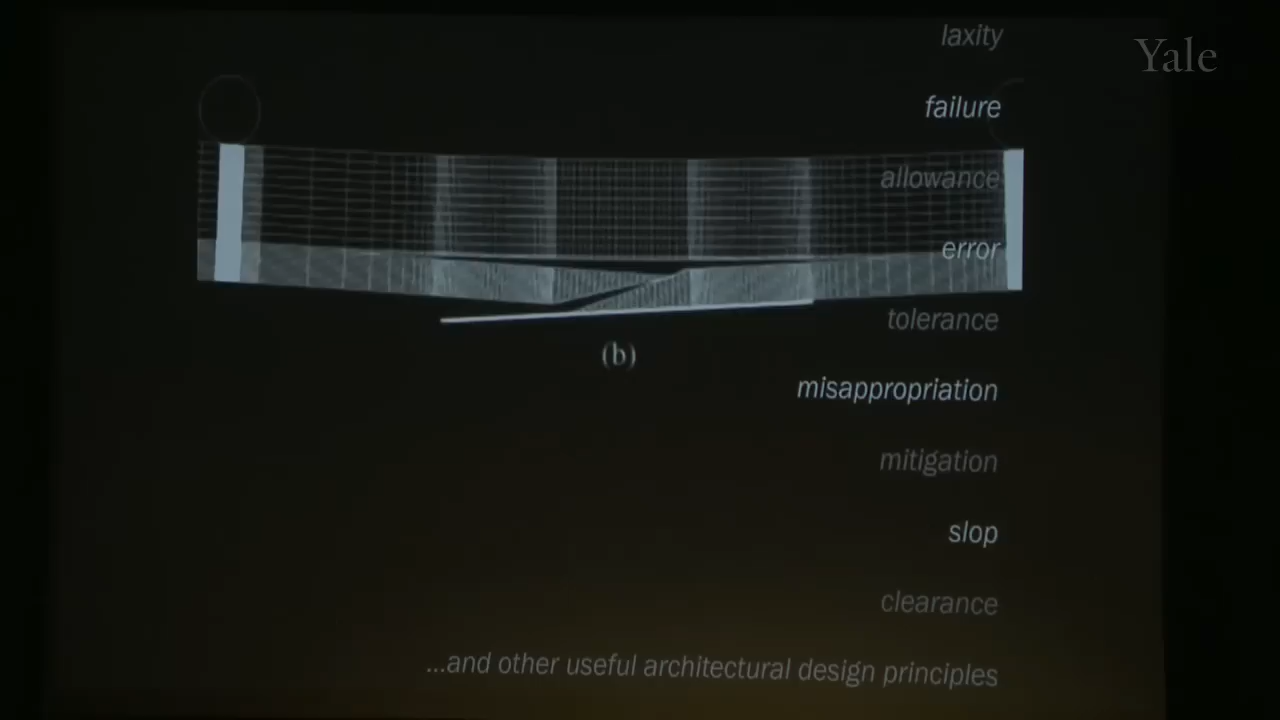 laxity
Yale
failure
allowance
error
tolerance
(b)
misappropriation
mitigation
slop
clearance
...and other useful architectural design principles